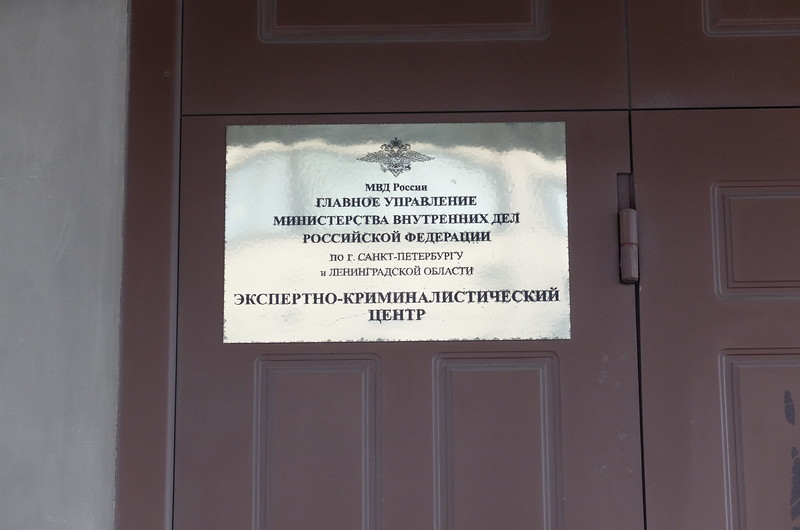 МВД России
ГЛАВНОЕ УПРАВЛЕНИЕ
МИНИСТЕРСТВА ВНУТРЕННИХ ДЕЛ
РОССИЙСКОЙ ФЕДЕРАЦИИ
ПО Г. САНКТ-ПЕТЕРБУРГУ
и ЛЕНИНГРАДСКОЙ ОБЛАСТИ
ЭКСПЕРТНО-КРИМИНАЛИСТИЧЕСКИЙ
ЦЕНТР